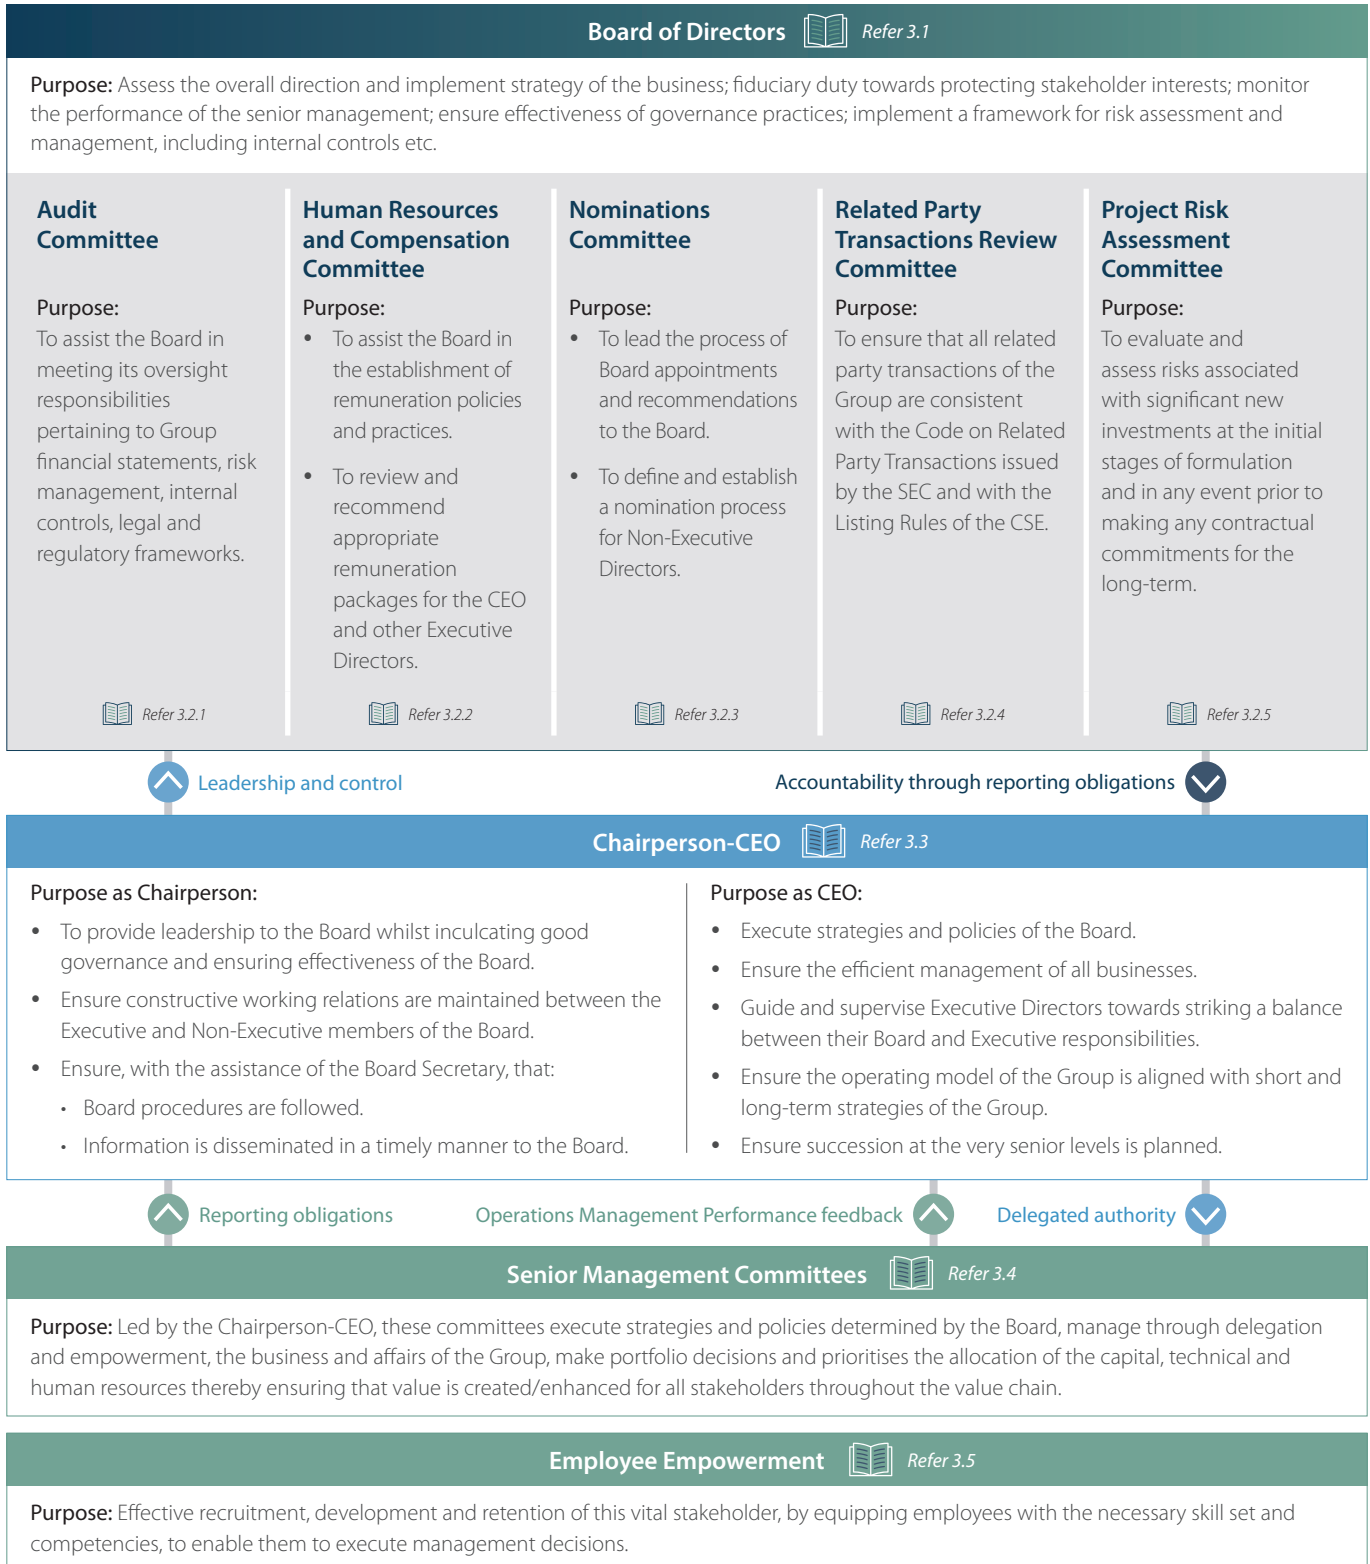 Board of Directors Refer 3.1
Purpose: Assess the overall direction and implement strategy of the business; fiduciary duty towards protecting stakeholder interests; monitor
the performance of the senior management; ensure effectiveness of governance practices; implement a framework for risk assessment and
management, including internal controls etc.
Audit
Committee
Purpose:
To assist the Board in
meeting its oversight
responsibilities
pertaining to Group
financial statements, risk
management, internal
controls, legal and
regulatory frameworks.
Refer 3.2.1
Human Resources
and Compensation
Committee
Purpose:
• To assist the Board in
the establishment of
remuneration policies
and practices.
• To review and
recommend
appropriate
remuneration
packages for the CEO
and other Executive
Directors.
Refer 3.2.2
Nominations
Committee
Purpose:
• To lead the process of
Board appointments
and recommendations
to the Board.
• To define and establish
a nomination process
for Non-Executive
Directors.
Refer 3.2.3
Related Party
Transactions Review
Committee
Purpose:
To ensure that all related
party transactions of the
Group are consistent
with the Code on Related
Party Transactions issued
by the SEC and with the
Listing Rules of the CSE.
Refer 3.2.4
Project Risk
Assessment
Committee
Purpose:
To evaluate and
assess risks associated
with significant new
investments at the initial
stages of formulation
and in any event prior to
making any contractual
commitments for the
long-term.
Refer 3.2.5
Leadership and control
Accountability through reporting obligations
Chairperson-CEO Refer 3.3
Purpose as Chairperson:
• To provide leadership to the Board whilst inculcating good
governance and ensuring effectiveness of the Board.
• Ensure constructive working relations are maintained between the
Executive and Non-Executive members of the Board.
• Ensure, with the assistance of the Board Secretary, that:
• Board procedures are followed.
• Information is disseminated in a timely manner to the Board.
Purpose as CEO:
• Execute strategies and policies of the Board.
• Ensure the efficient management of all businesses.
• Guide and supervise Executive Directors towards striking a balance
between their Board and Executive responsibilities.
• Ensure the operating model of the Group is aligned with short and
long-term strategies of the Group.
• Ensure succession at the very senior levels is planned.
Reporting obligations
Operations Management Performance feedback
Delegated authority
Senior Management Committees Refer 3.4
Purpose: Led by the Chairperson-CEO, these committees execute strategies and policies determined by the Board, manage through delegation
and empowerment, the business and affairs of the Group, make portfolio decisions and prioritises the allocation of the capital, technical and
human resources thereby ensuring that value is created/enhanced for all stakeholders throughout the value chain.
Employee Empowerment Refer 3.5
Purpose: Effective recruitment, development and retention of this vital stakeholder, by equipping employees with the necessary skill set and
competencies, to enable them to execute management decisions.